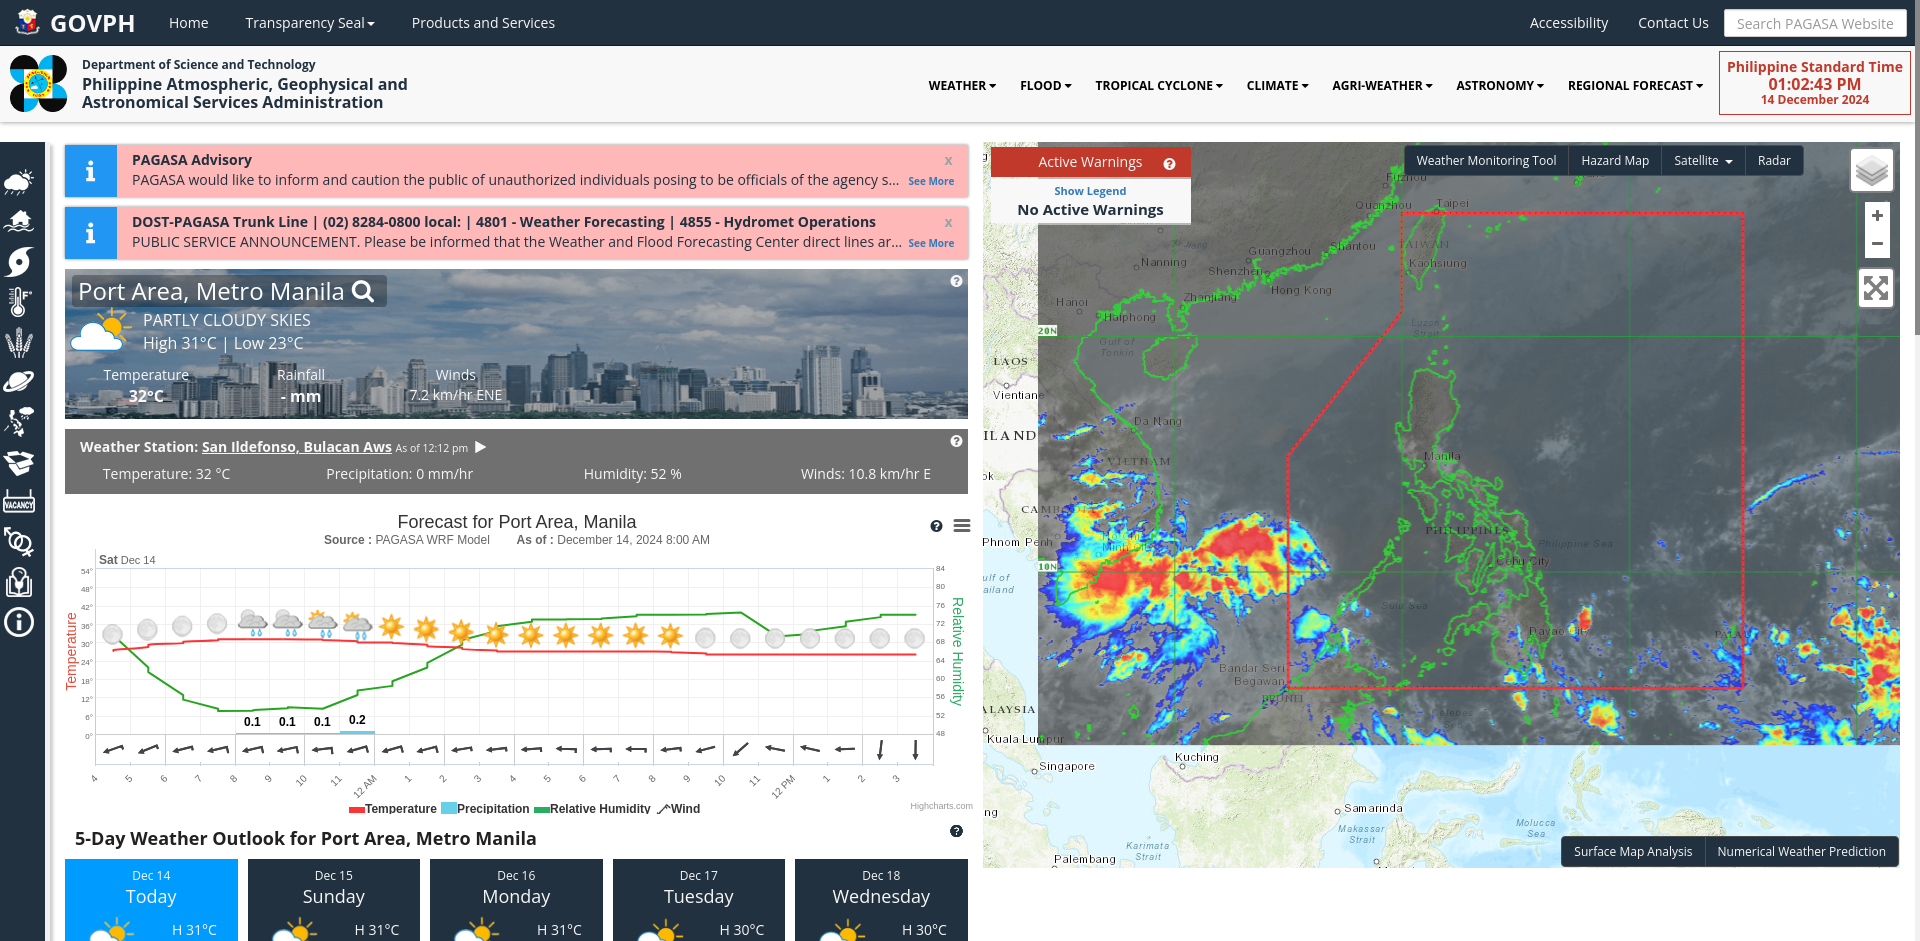 GOVPH
Home
Transparency Seal
Products and Services
Accessibility
Contact Us
Search PAGASA Website
Department of Science and Technology
Philippine Atmospheric, Geophysical and
Astronomical Services Administration
WEATHER
FLOOD
TROPICAL CYCLONE
CLIMATE
AGRI-WEATHER
ASTRONOMY
REGIONAL FORECAST
Philippine Standard Time
01:02:43 PM
14 December 2024
PAGASA Advisory
x
PAGASA would like to inform and caution the public of unauthorized individuals posing to be officials of the agency s... See More
DOST-PAGASA Trunk Line | (02) 8284-0800 local: | 4801 - Weather Forecasting | 4855 - Hydromet Operations
x
PUBLIC SERVICE ANNOUNCEMENT. Please be informed that the Weather and Flood Forecasting Center direct lines ar... See More
Port Area, Metro Manila
PARTLY CLOUDY SKIES
High 31°C | Low 23°C
Temperature
32°C
Rainfall
- mm
Winds
7.2 km/hr ENE
Weather Station: San Ildefonso, Bulacan Aws As of 12:12 pm
Temperature: 32 °C
Precipitation: 0 mm/hr
Humidity: 52 %
Winds: 10.8 km/hr E
Forecast for Port Area, Manila
Source : PAGASA WRF Model As of : December 14, 2024 8:00 AM
Sat Dec 14
Temperature
54°
48°
42°
36°
30°
24°
18°
12°
6°
0°
84
80
76
72
68
64
60
56
52
48
Relative Humidity
0.1
0.1
0.1
0.2
4
5
6
7
8
9
10
11
12 AM
1
2
3
4
5
6
7
8
9
10
11
12 PM
1
2
3
Temperature
Precipitation
Relative Humidity
Wind
Highcharts.com
5-Day Weather Outlook for Port Area, Metro Manila
Dec 14
Today
H 31°C
Dec 15
Sunday
H 31°C
Dec 16
Monday
H 31°C
Dec 17
Tuesday
H 30°C
Dec 18
Wednesday
H 30°C
VACANCY
Active Warnings
Show Legend
No Active Warnings
Weather Monitoring Tool
Hazard Map
Satellite
Radar
+
−
Fuzhou
Quanzhou
Taipei
TAIWAN
Kaohsiung
Shantou
Guangzhou
Shenzhen
Hong Kong
Nanning
Zhanjiang
Hanoi
Haiphong
Gulf of
Tonkin
Luzon
Strait
20N
LAOS
Vientiane
Da Nang
VIETNAM
Manila
CAMBODIA
Phnom Penh
PHILIPPINES
Philippine Sea
Cebu City
10N
Sulu Sea
Davao City
PALAU
Bandar Seri
Begawan
BRUNEI
Celebes
ALAYSIA
Kuala Lumpur
Singapore
Kuching
Samarinda
Makassar
Strait
Molucca
Sea
Karimata
Strait
Palembang
Surface Map Analysis
Numerical Weather Prediction